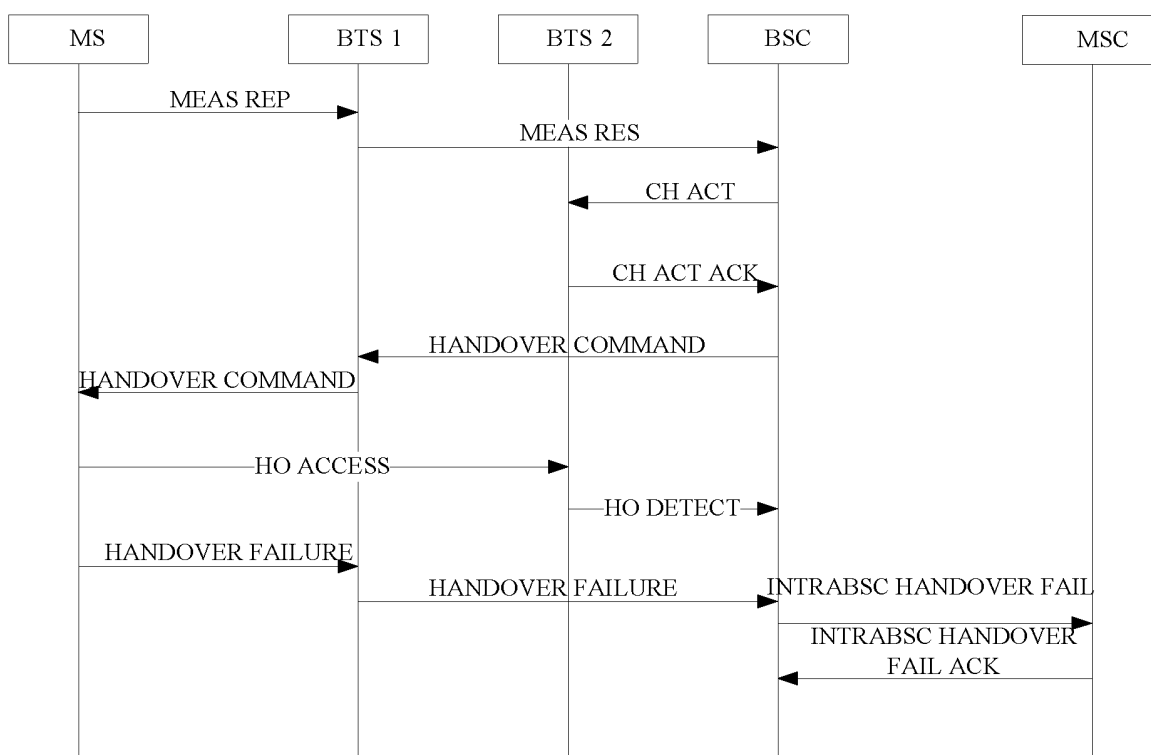 MS
BTS 1
BTS 2
BSC
MSC
MEAS REP
MEAS RES
CH ACT
CH ACT ACK
HANDOVER COMMAND
HANDOVER COMMAND
HO ACCESS
HO DETECT
HANDOVER FAILURE
HANDOVER FAILURE
INTRABSC HANDOVER FAIL
INTRABSC HANDOVER
FAIL ACK